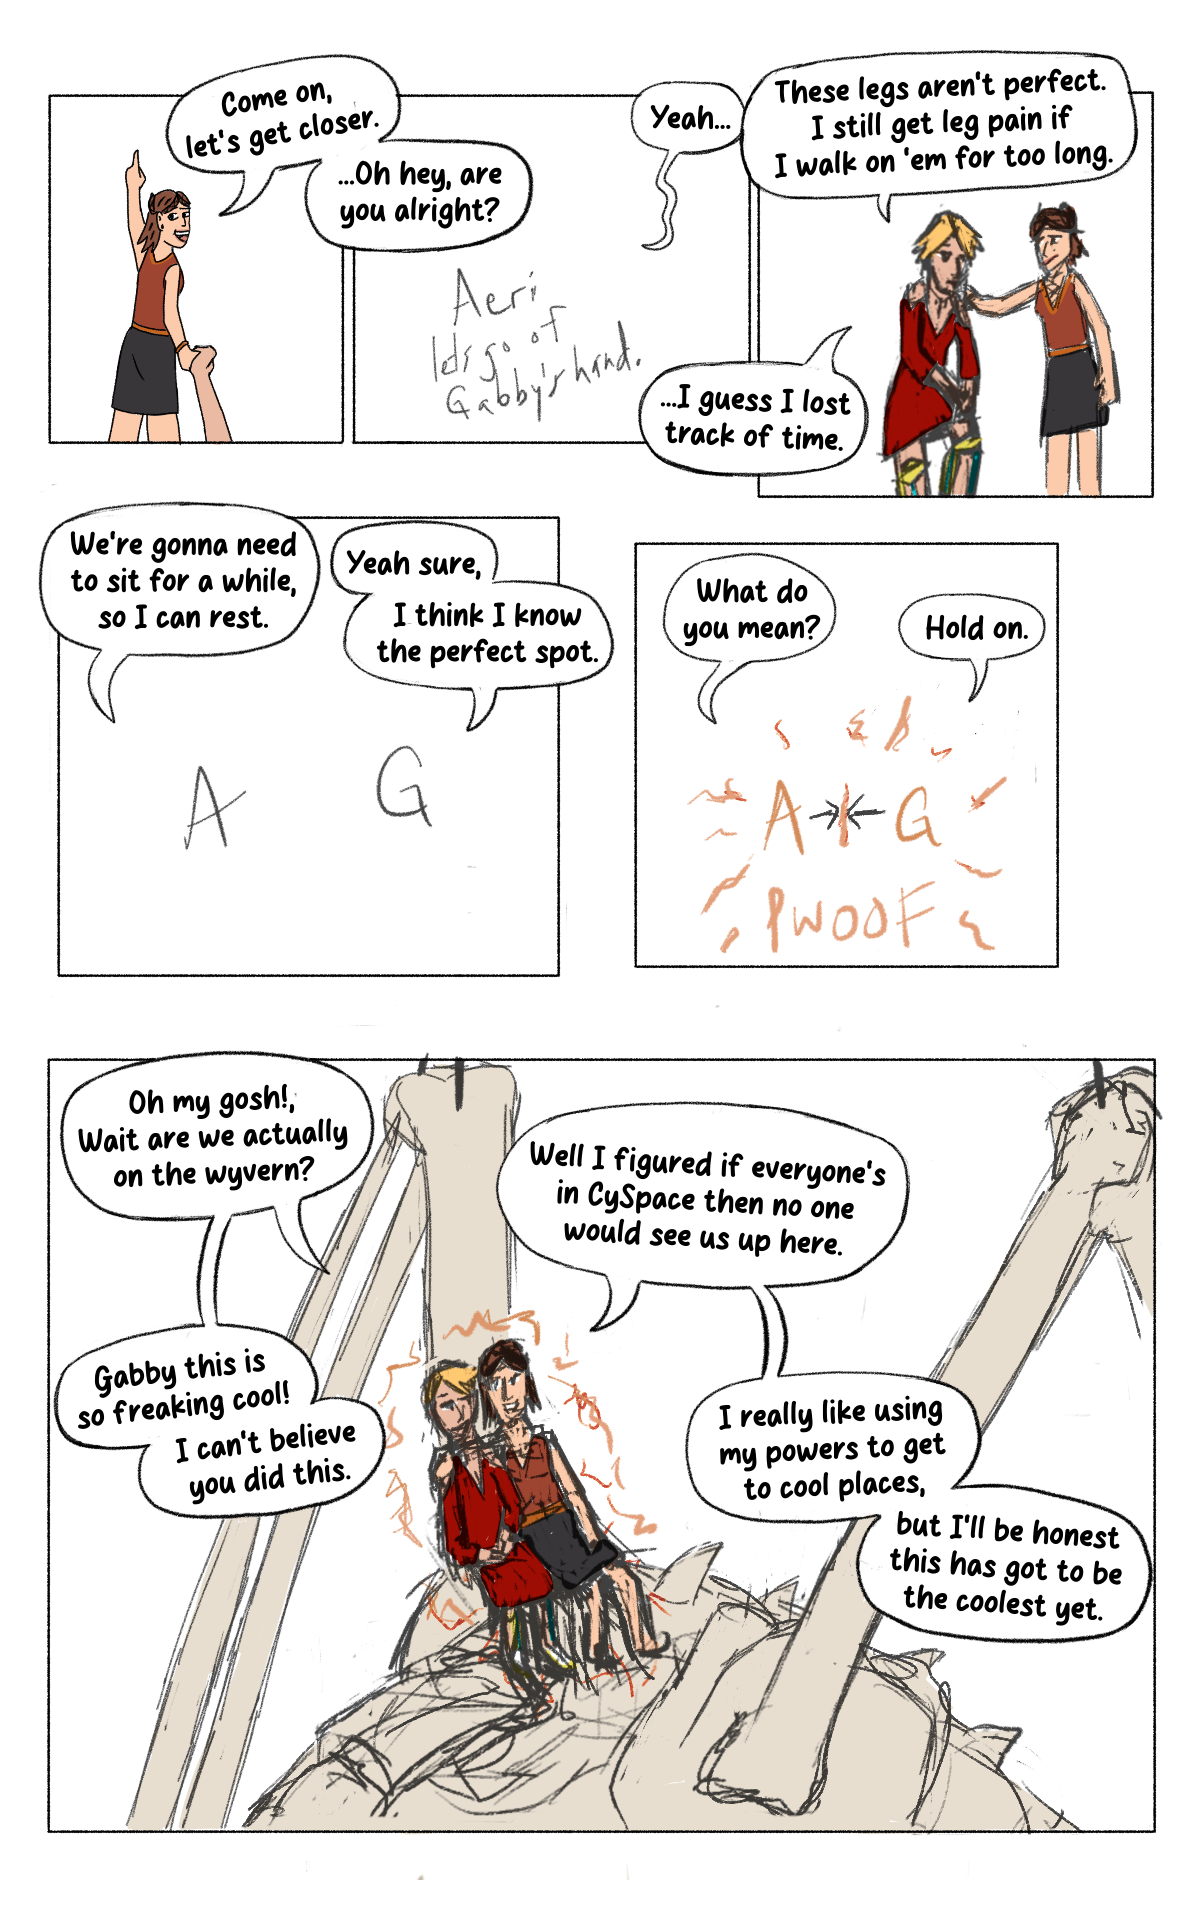 Come on,
let's get closer.
...Oh hey, are
you alright?
Yeah...
Aeri
lets go of
Gabby's hand.
These legs aren't perfect.
I still get leg pain if
I walk on 'em for too long.
...I guess I lost
track of time.
We're gonna need
to sit for a while,
so I can rest.
Yeah sure,
I think I know
the perfect spot.
A
G
What do
you mean?
Hold on.
A G
PWOOF
Oh my gosh!,
Wait are we actually
on the wyvern?
Well I figured if everyone's
in CySpace then no one
would see us up here.
Gabby this is
so freaking cool!
I can't believe
you did this.
I really like using
my powers to get
to cool places,
but I'll be honest
this has got to be
the coolest yet.